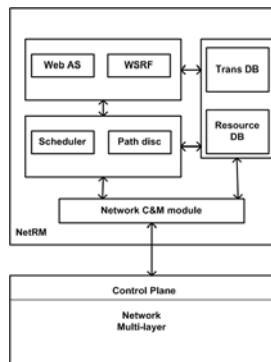 Web AS
WSRF
Trans DB
Scheduler
Path disc
Resource
DB
Network C&M module
NetRM
Control Plane
Network
Multi-layer